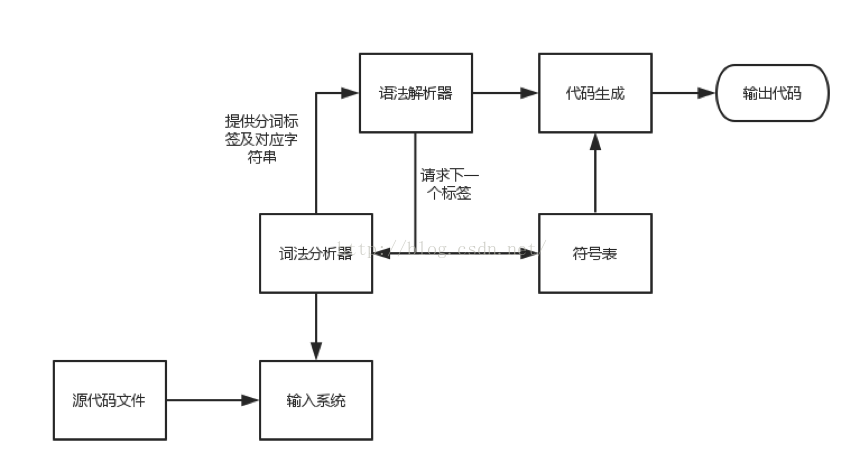 语法解析器
代码生成
输出代码
提供分词标
签及对应字
符串
请求下一
个标签
词法分析器
http://blog.csdn.net/
符号表
源代码文件
输入系统